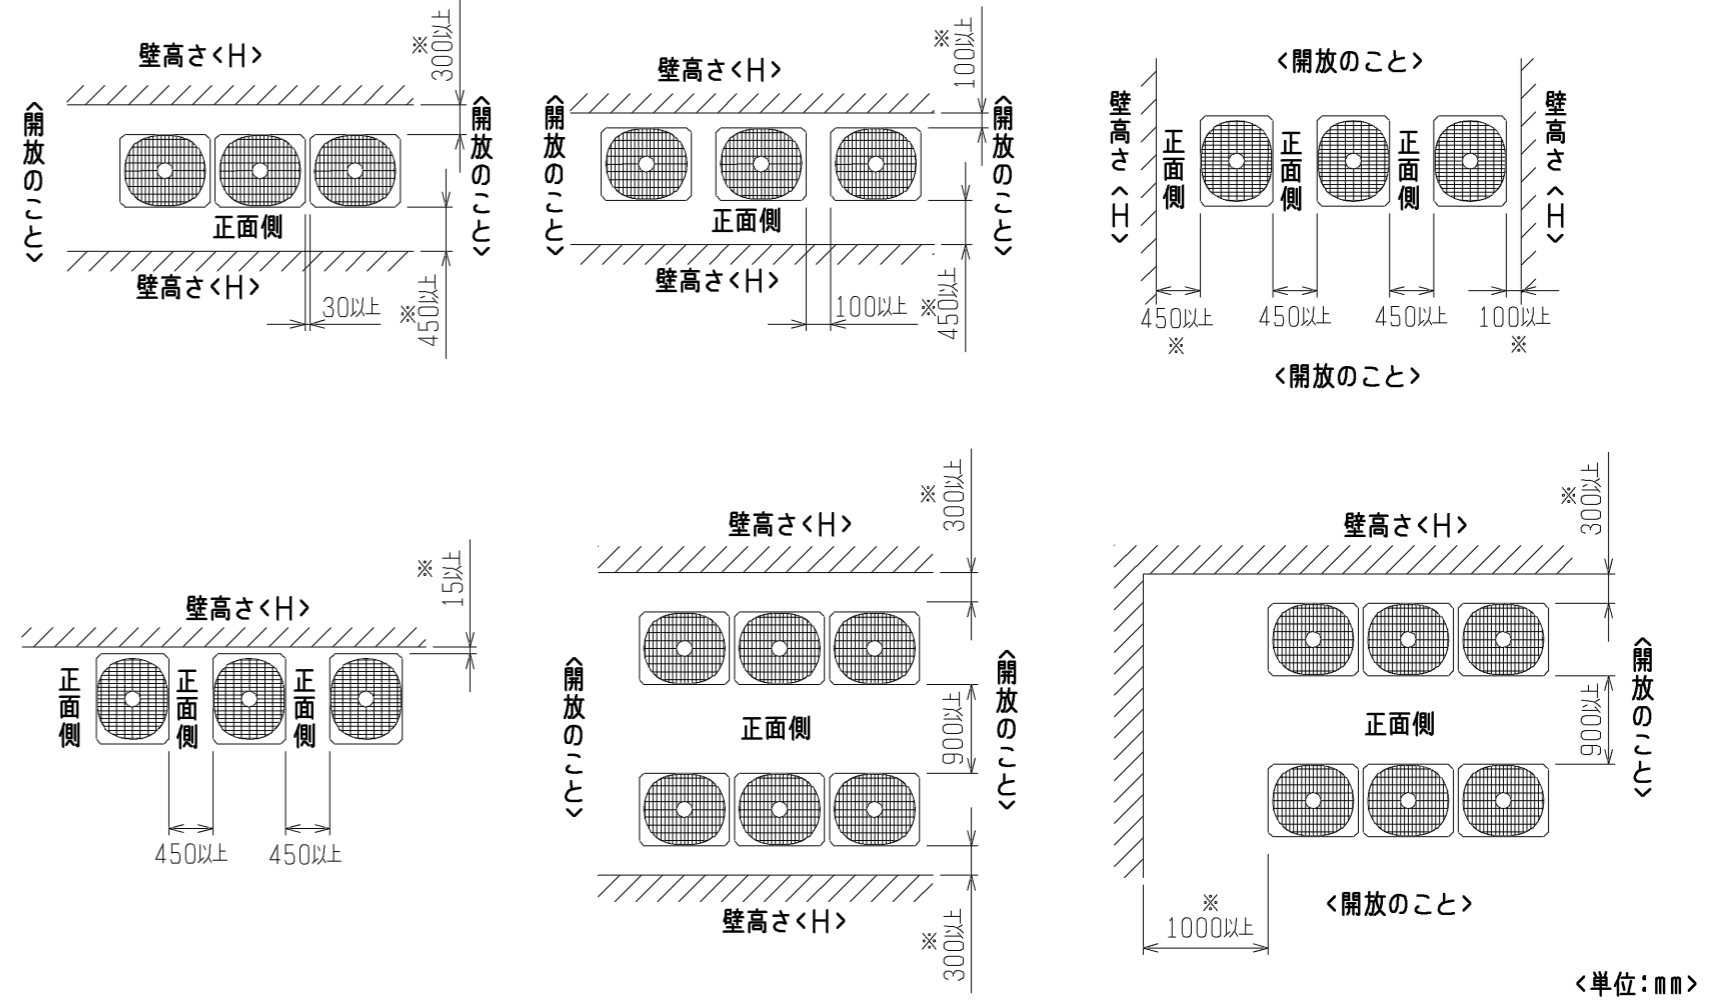 壁高さ<H>
※
300以上
<開放のこと>
<開放のこと>
正面側
壁高さ<H>
30以上
※
450以上
壁高さ<H>
※
100以上
<開放のこと>
<開放のこと>
正面側
壁高さ<H>
100以上
※
450以上
<開放のこと>
壁高さ<H>
正面側
正面側
正面側
壁高さ<H>
450以上
※
450以上
450以上
100以上
※
<開放のこと>
※
15以上
壁高さ<H>
正面側
正面側
正面側
450以上
450以上
※
300以上
壁高さ<H>
<開放のこと>
<開放のこと>
正面側
900以上
壁高さ<H>
※
300以上
※
300以上
壁高さ<H>
正面側
900以上
<開放のこと>
<開放のこと>
※
1000以上
<単位:mm>